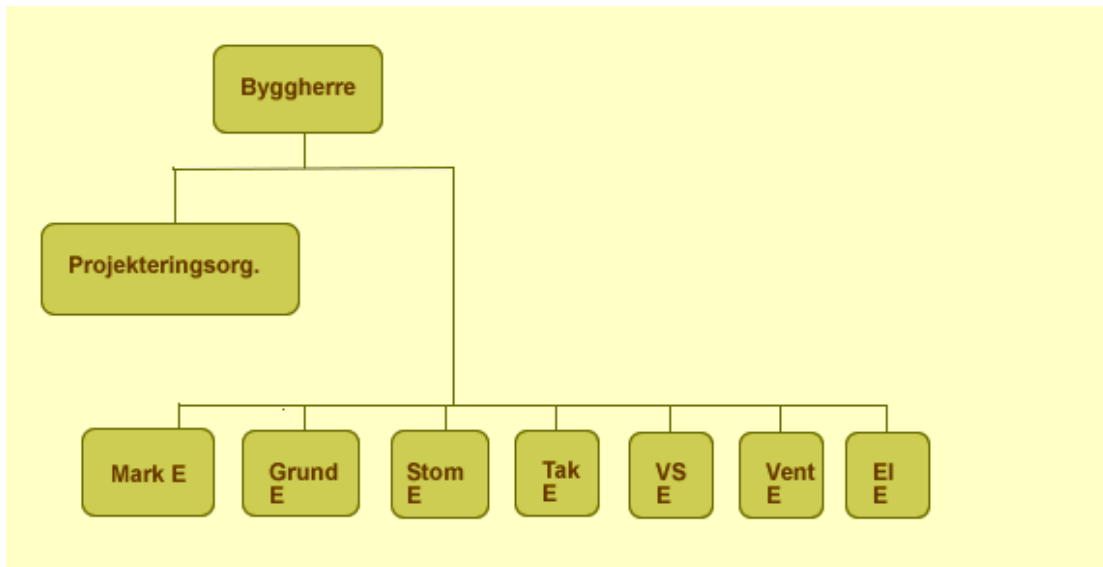 Byggherre
Projekteringsorg.
Mark E
Grund
E
Stom
E
Tak
E
VS
E
Vent
E
El
E